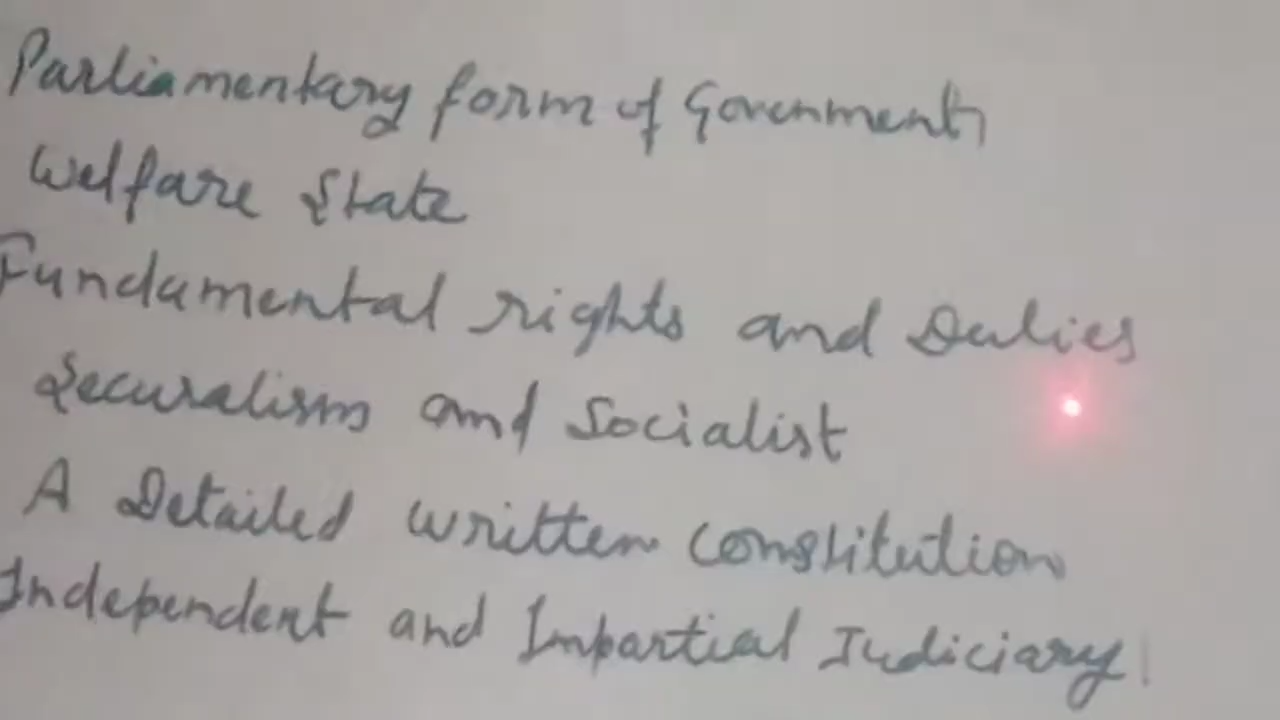 Parliamentary form of Government
Welfare State
Fundamental rights and Duties
Securalism and Socialist
A Detailed written constitution
Independent and Impartial Judiciary